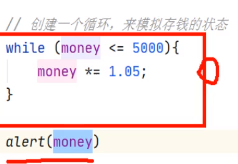 // 创建一个循环，来模拟存钱的状态
while (money <= 5000){
money *= 1.05;
}
alert(money)